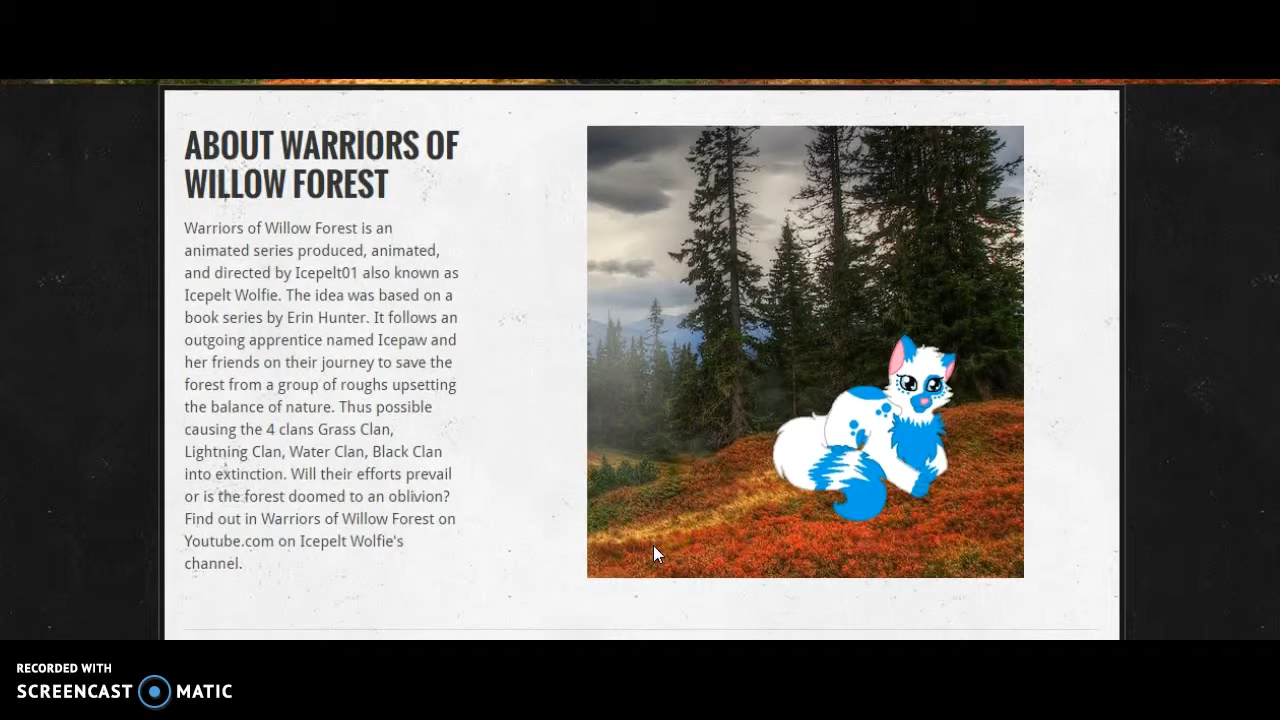 ABOUT WARRIORS OF
WILLOW FOREST
Warriors of Willow Forest is an
animated series produced, animated,
and directed by Icepelt01 also known as
Icepelt Wolfie. The idea was based on a
book series by Erin Hunter. It follows an
outgoing apprentice named Icepaw and
her friends on their journey to save the
forest from a group of roughs upsetting
the balance of nature. Thus possible
causing the 4 clans Grass Clan,
Lightning Clan, Water Clan, Black Clan
into extinction. Will their efforts prevail
or is the forest doomed to an oblivion?
Find out in Warriors of Willow Forest on
Youtube.com on Icepelt Wolfie's
channel.
RECORDED WITH
SCREENCAST MATIC